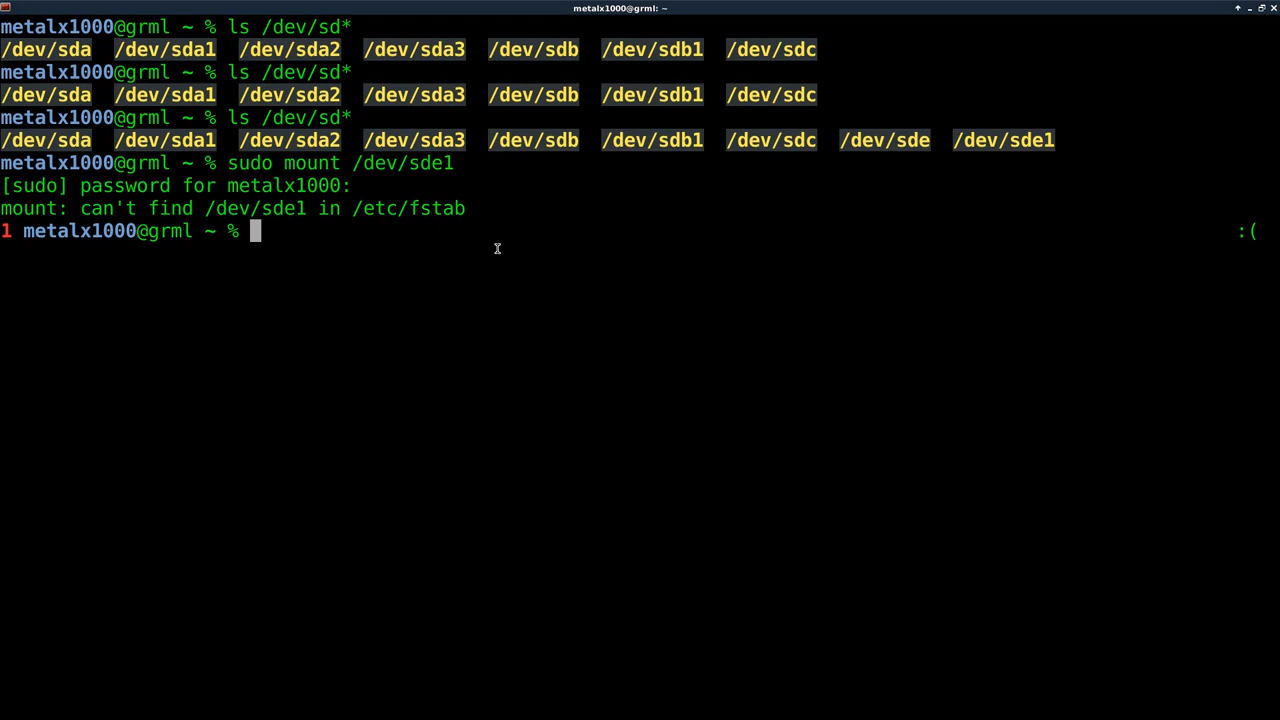 metalx1000@grml: ~
metalx1000@grml ~ % ls /dev/sd*
/dev/sda /dev/sda1 /dev/sda2 /dev/sda3 /dev/sdb /dev/sdb1 /dev/sdc
metalx1000@grml ~ % ls /dev/sd*
/dev/sda /dev/sda1 /dev/sda2 /dev/sda3 /dev/sdb /dev/sdb1 /dev/sdc
metalx1000@grml ~ % ls /dev/sd*
/dev/sda /dev/sda1 /dev/sda2 /dev/sda3 /dev/sdb /dev/sdb1 /dev/sdc /dev/sde /dev/sde1
metalx1000@grml ~ % sudo mount /dev/sde1
[sudo] password for metalx1000:
mount: can't find /dev/sde1 in /etc/fstab
1 metalx1000@grml ~ % :(